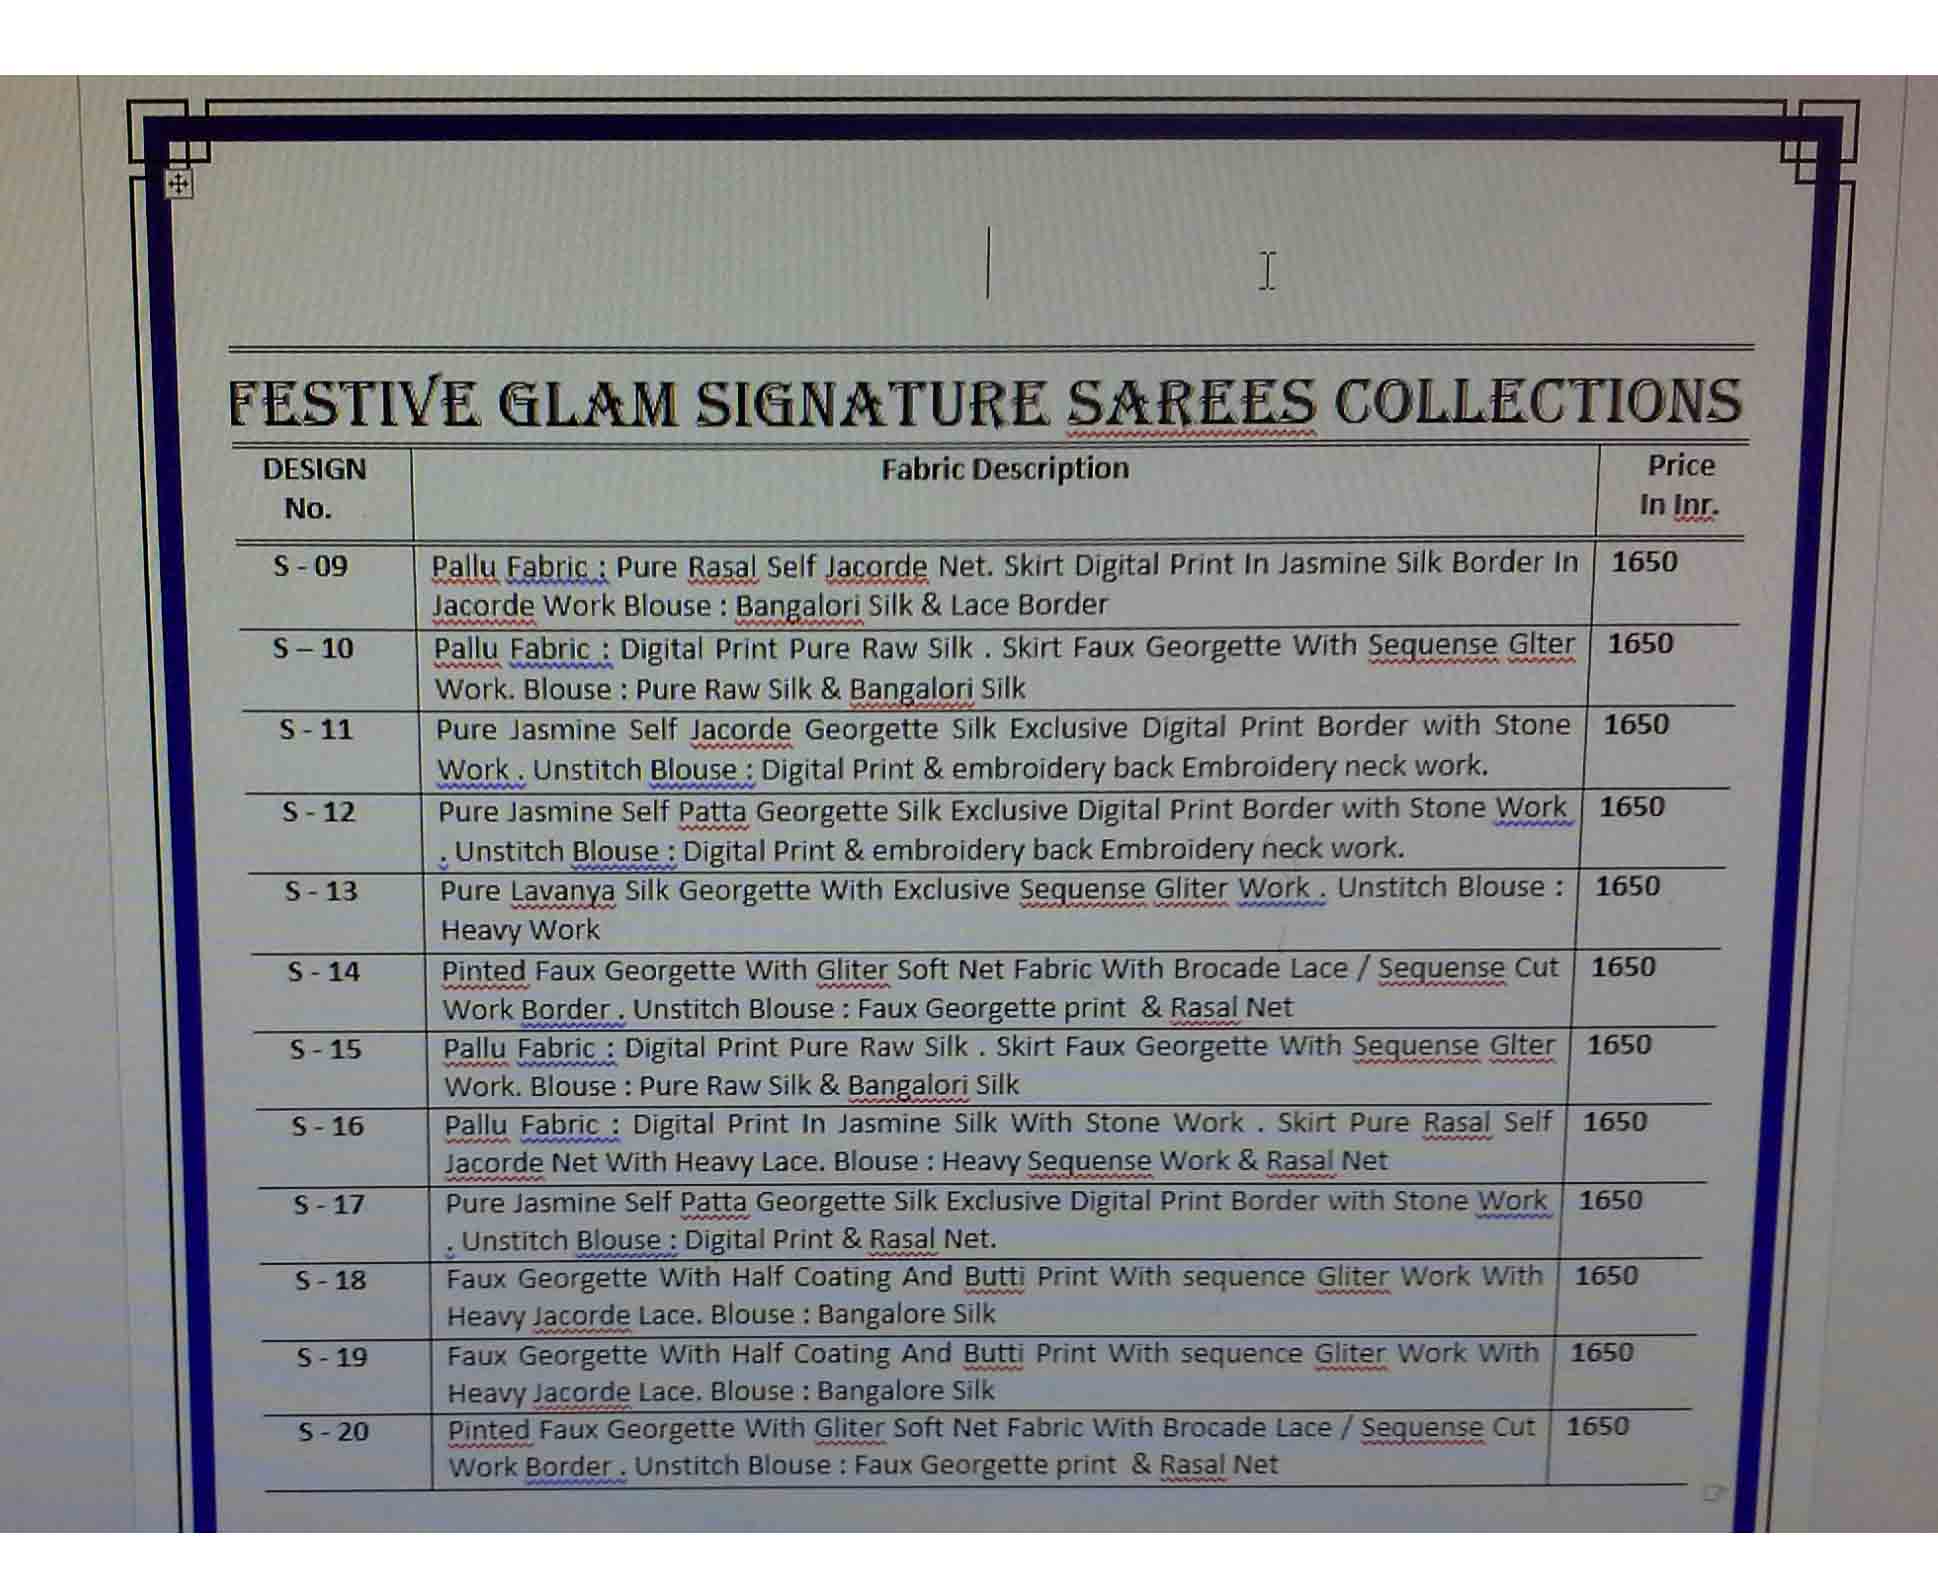 FESTIVE GLAM SIGNATURE SAREES COLLECTIONS
DESIGN No. Fabric Description Price In Inr.
S - 09 Pallu Fabric : Pure Rasal Self Jacorde Net. Skirt Digital Print In Jasmine Silk Border In 1650
Jacorde Work Blouse : Bangalori Silk & Lace Border
S – 10 Pallu Fabric : Digital Print Pure Raw Silk . Skirt Faux Georgette With Sequense Glter 1650
Work. Blouse : Pure Raw Silk & Bangalori Silk
S - 11 Pure Jasmine Self Jacorde Georgette Silk Exclusive Digital Print Border with Stone 1650
Work . Unstitch Blouse : Digital Print & embroidery back Embroidery neck work.
S - 12 Pure Jasmine Self Patta Georgette Silk Exclusive Digital Print Border with Stone Work 1650
. Unstitch Blouse : Digital Print & embroidery back Embroidery neck work.
S - 13 Pure Lavanya Silk Georgette With Exclusive Sequense Gliter Work . Unstitch Blouse : 1650
Heavy Work
S - 14 Pinted Faux Georgette With Gliter Soft Net Fabric With Brocade Lace / Sequense Cut 1650
Work Border . Unstitch Blouse : Faux Georgette print & Rasal Net
S - 15 Pallu Fabric : Digital Print Pure Raw Silk . Skirt Faux Georgette With Sequense Glter 1650
Work. Blouse : Pure Raw Silk & Bangalori Silk
S - 16 Pallu Fabric : Digital Print In Jasmine Silk With Stone Work . Skirt Pure Rasal Self 1650
Jacorde Net With Heavy Lace. Blouse : Heavy Sequense Work & Rasal Net
S - 17 Pure Jasmine Self Patta Georgette Silk Exclusive Digital Print Border with Stone Work 1650
. Unstitch Blouse : Digital Print & Rasal Net.
S - 18 Faux Georgette With Half Coating And Butti Print With sequence Gliter Work With 1650
Heavy Jacorde Lace. Blouse : Bangalore Silk
S - 19 Faux Georgette With Half Coating And Butti Print With sequence Gliter Work With 1650
Heavy Jacorde Lace. Blouse : Bangalore Silk
S - 20 Pinted Faux Georgette With Gliter Soft Net Fabric With Brocade Lace / Sequense Cut 1650
Work Border . Unstitch Blouse : Faux Georgette print & Rasal Net